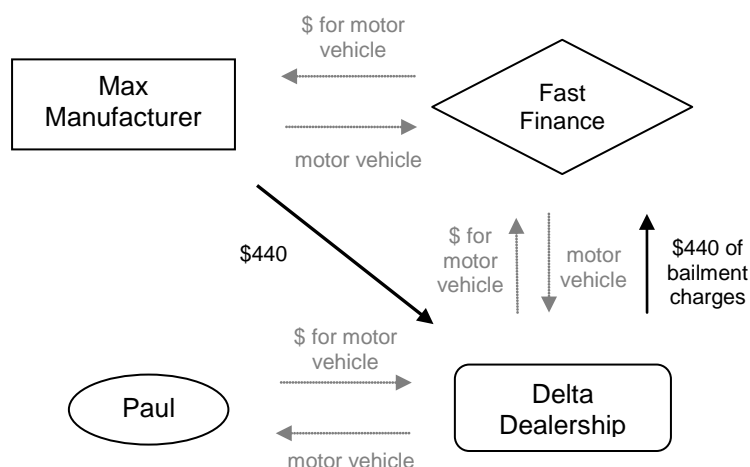 $ for motor
vehicle
Max
Manufacturer
Fast
Finance
motor vehicle
$440
$ for
motor
vehicle
motor
vehicle
$440 of
bailment
charges
$ for motor
vehicle
Paul
Delta
Dealership
motor vehicle